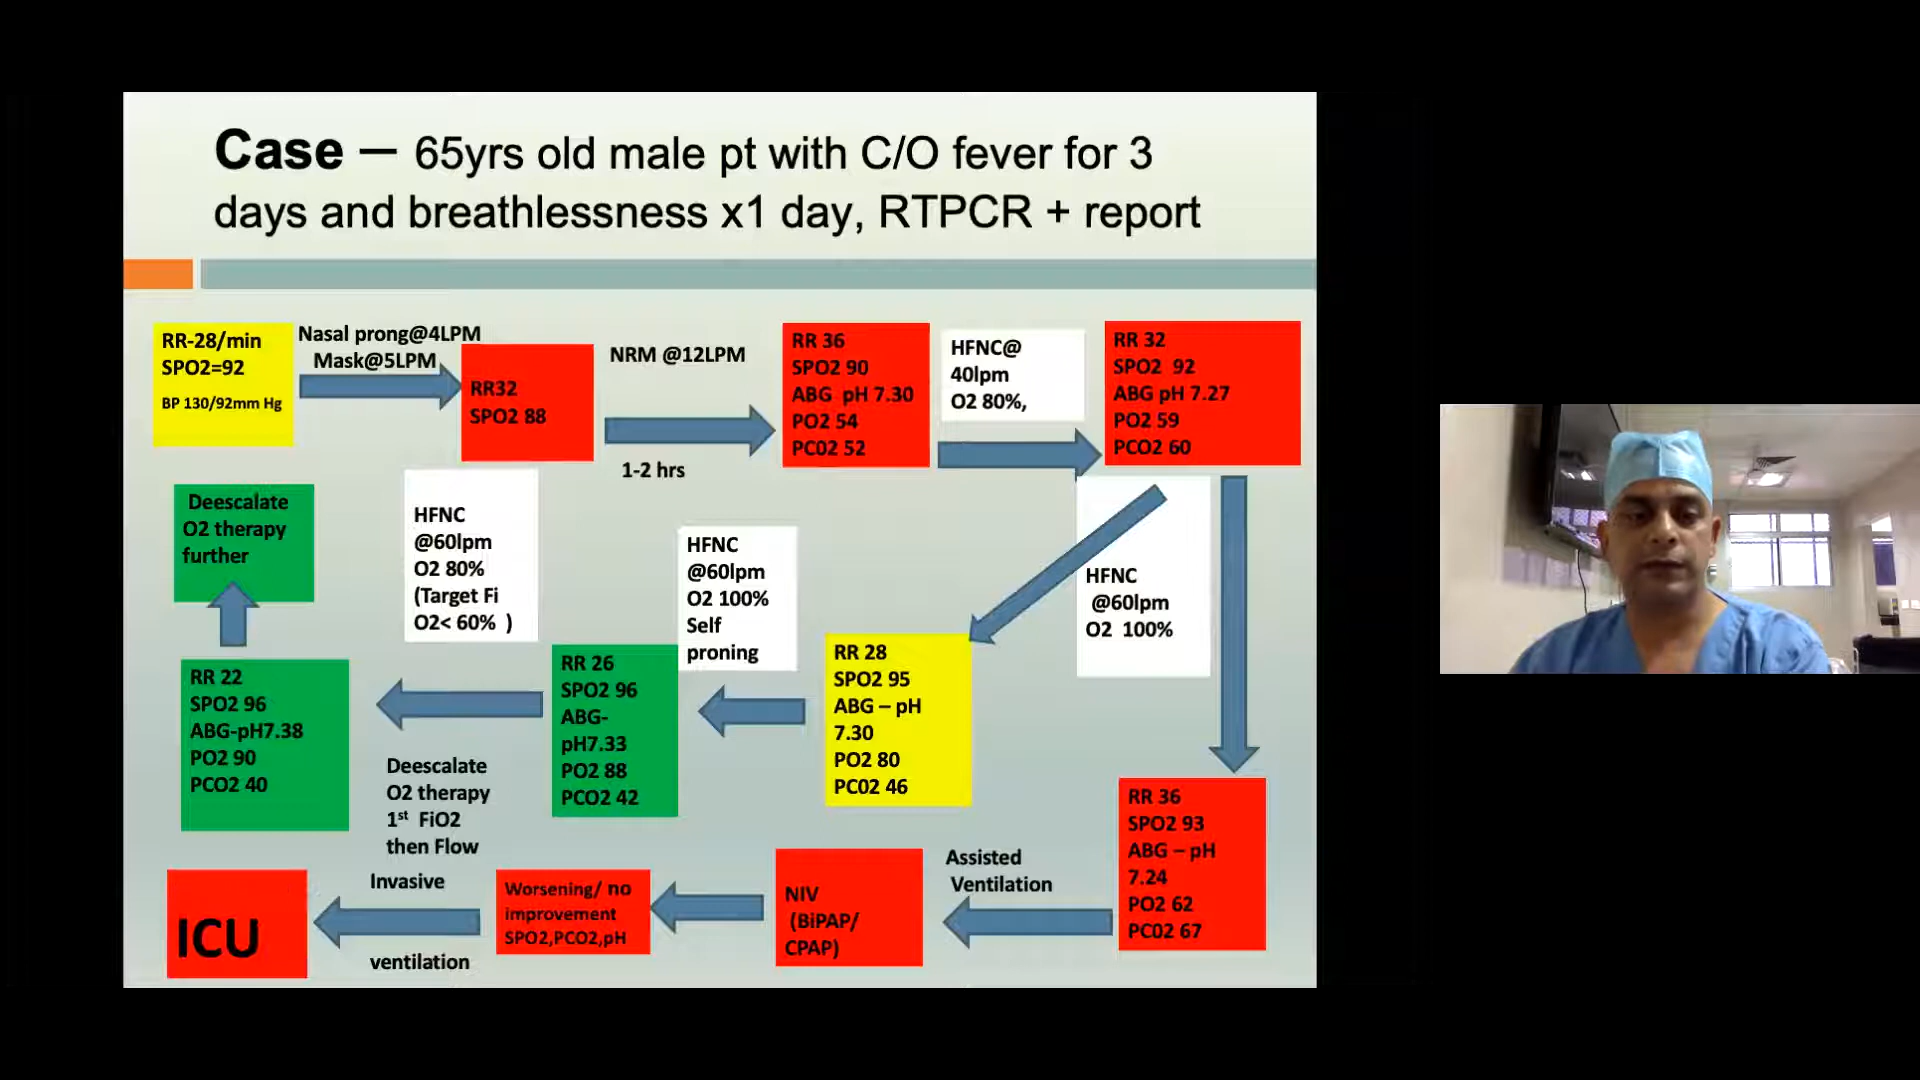 Case – 65yrs old male pt with C/O fever for 3
days and breathlessness x1 day, RTPCR + report
RR-28/min
SPO2=92
BP 130/92mm Hg
Nasal prong@4LPM
Mask@5LPM
RR32
SPO2 88
NRM @12LPM
1-2 hrs
RR 36
SPO2 90
ABG pH 7.30
PO2 54
PC02 52
HFNC@
40lpm
O2 80%,
RR 32
SPO2 92
ABG pH 7.27
PO2 59
PCO2 60
HFNC
@60lpm
O2 100%
RR 28
SPO2 95
ABG – pH
7.30
PO2 80
PC02 46
HFNC
@60lpm
O2 100%
Self
proning
RR 26
SPO2 96
ABG-
pH7.33
PO2 88
PCO2 42
HFNC
@60lpm
O2 80%
(Target Fi
O2< 60% )
Deescalate
O2 therapy
1st FiO2
then Flow
RR 22
SPO2 96
ABG-pH7.38
PO2 90
PCO2 40
Deescalate
O2 therapy
further
RR 36
SPO2 93
ABG – pH
7.24
PO2 62
PC02 67
Assisted
Ventilation
NIV
(BiPAP/
CPAP)
Worsening/ no
improvement
SPO2,PCO2,pH
Invasive
ventilation
ICU